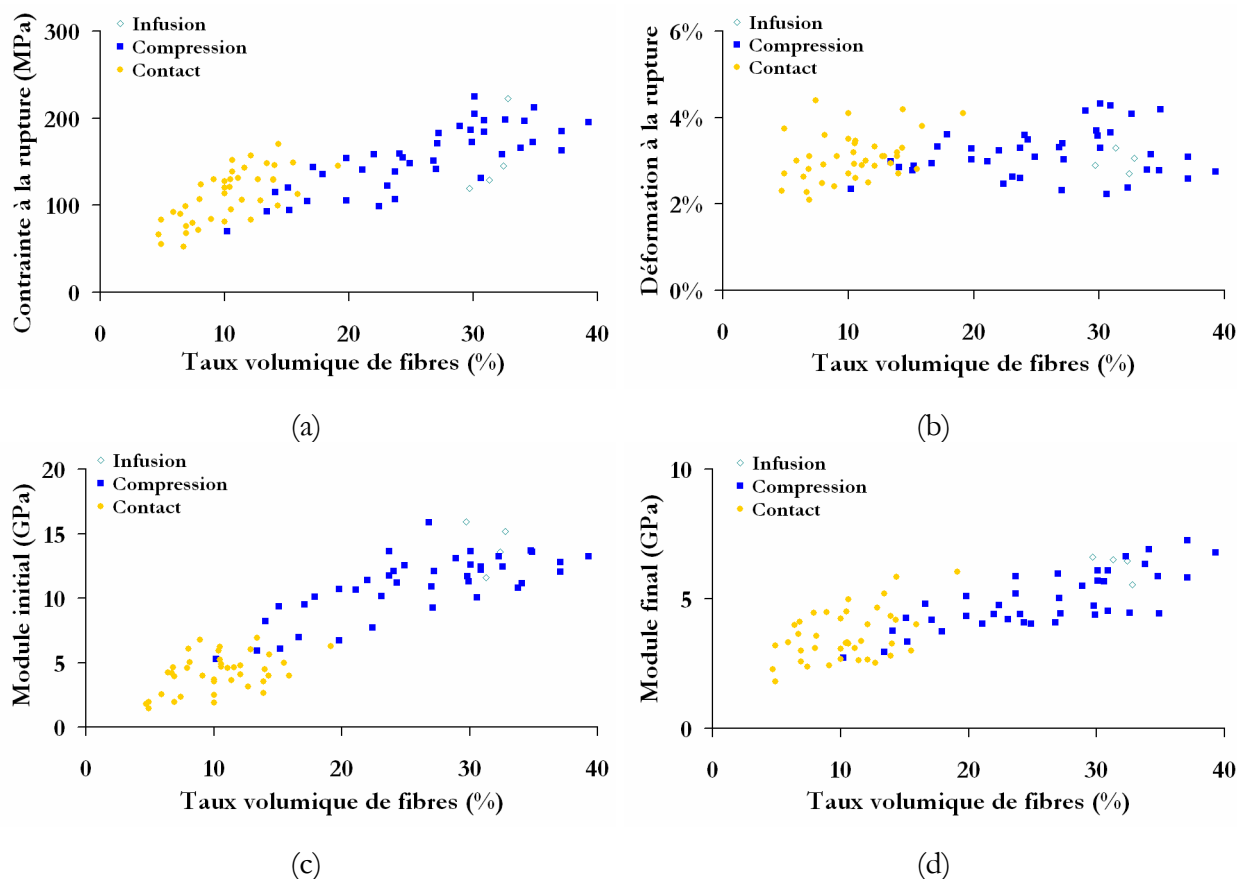 Infusion
Compression
Contact
Contrainte à la rupture (MPa)
300
200
100
0
0 10 20 30 40
Taux volumique de fibres (%)
(a)
Infusion
Compression
Contact
Déformation à la rupture
6%
4%
2%
0%
0 10 20 30 40
Taux volumique de fibres (%)
(b)
Infusion
Compression
Contact
Module initial (GPa)
20
15
10
5
0
0 10 20 30 40
Taux volumique de fibres (%)
(c)
Infusion
Compression
Contact
Module final (GPa)
10
5
0
0 10 20 30 40
Taux volumique de fibres (%)
(d)